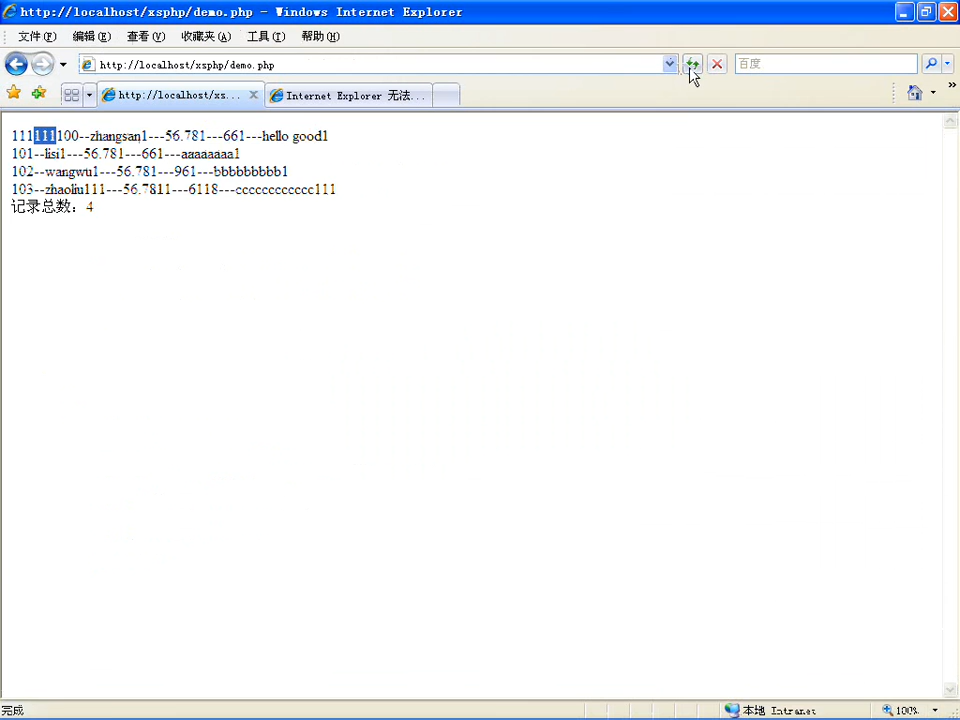 http://localhost/xsphp/demo.php - Windows Internet Explorer
文件(F) 编辑(E) 查看(V) 收藏夹(A) 工具(T) 帮助(H)
http://localhost/xsphp/demo.php
百度
http://localhost/xs...
Internet Explorer 无法...
111111100--zhangsan1---56.781---661---hello good1
101--lisi1---56.781---661---aaaaaaaa1
102--wangwu1---56.781---961---bbbbbbbbb1
103--zhaoliu111---56.7811---6118---cccccccccccc111
记录总数：4
完成
本地 Intranet
100%